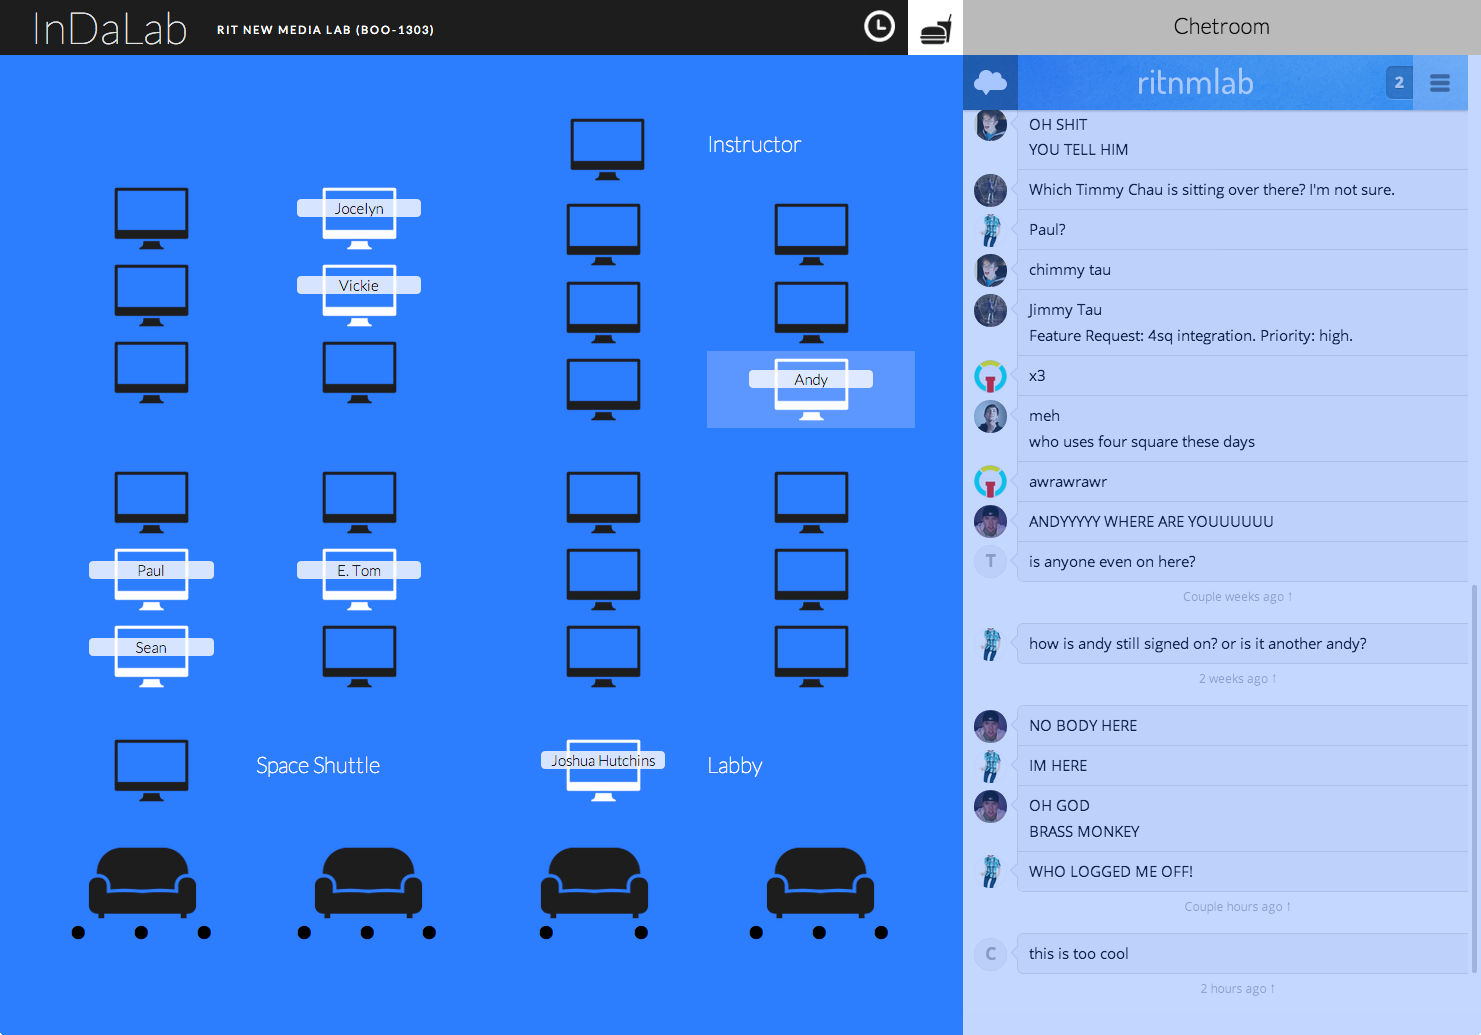 InDaLab
RIT NEW MEDIA LAB (BOO-1303)
Chetroom
ritnmlab
2
Instructor
Jocelyn
Vickie
Andy
Paul
E. Tom
Sean
Space Shuttle
Joshua Hutchins
Labby
OH SHIT
YOU TELL HIM
Which Timmy Chau is sitting over there? I'm not sure.
Paul?
chimmy tau
Jimmy Tau
Feature Request: 4sq integration. Priority: high.
x3
meh
who uses four square these days
awrawrawr
ANDYYYYY WHERE ARE YOUUUUUU
T
is anyone even on here?
Couple weeks ago ↑
how is andy still signed on? or is it another andy?
2 weeks ago ↑
NO BODY HERE
IM HERE
OH GOD
BRASS MONKEY
WHO LOGGED ME OFF!
Couple hours ago ↑
C
this is too cool
2 hours ago ↑